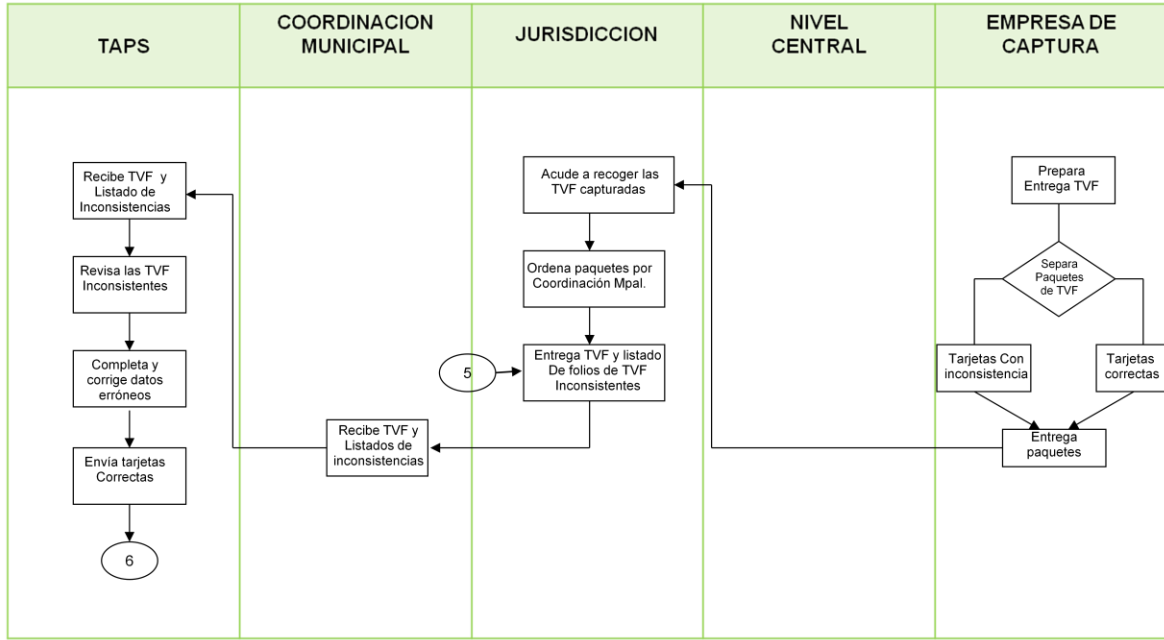 TAPS
COORDINACION
MUNICIPAL
JURISDICCION
NIVEL
CENTRAL
EMPRESA DE
CAPTURA
Recibe TVF y
Listado de
Inconsistencias
Revisa las TVF
Inconsistentes
Completa y
corrige datos
erróneos
Envía tarjetas
Correctas
6
Recibe TVF y
Listados de
inconsistencias
Acude a recoger las
TVF capturadas
Ordena paquetes por
Coordinación Mpal.
5
Entrega TVF y listado
De folios de TVF
Inconsistentes
Prepara
Entrega TVF
Separa
Paquetes
de TVF
Tarjetas Con
inconsistencia
Tarjetas
correctas
Entrega
paquetes